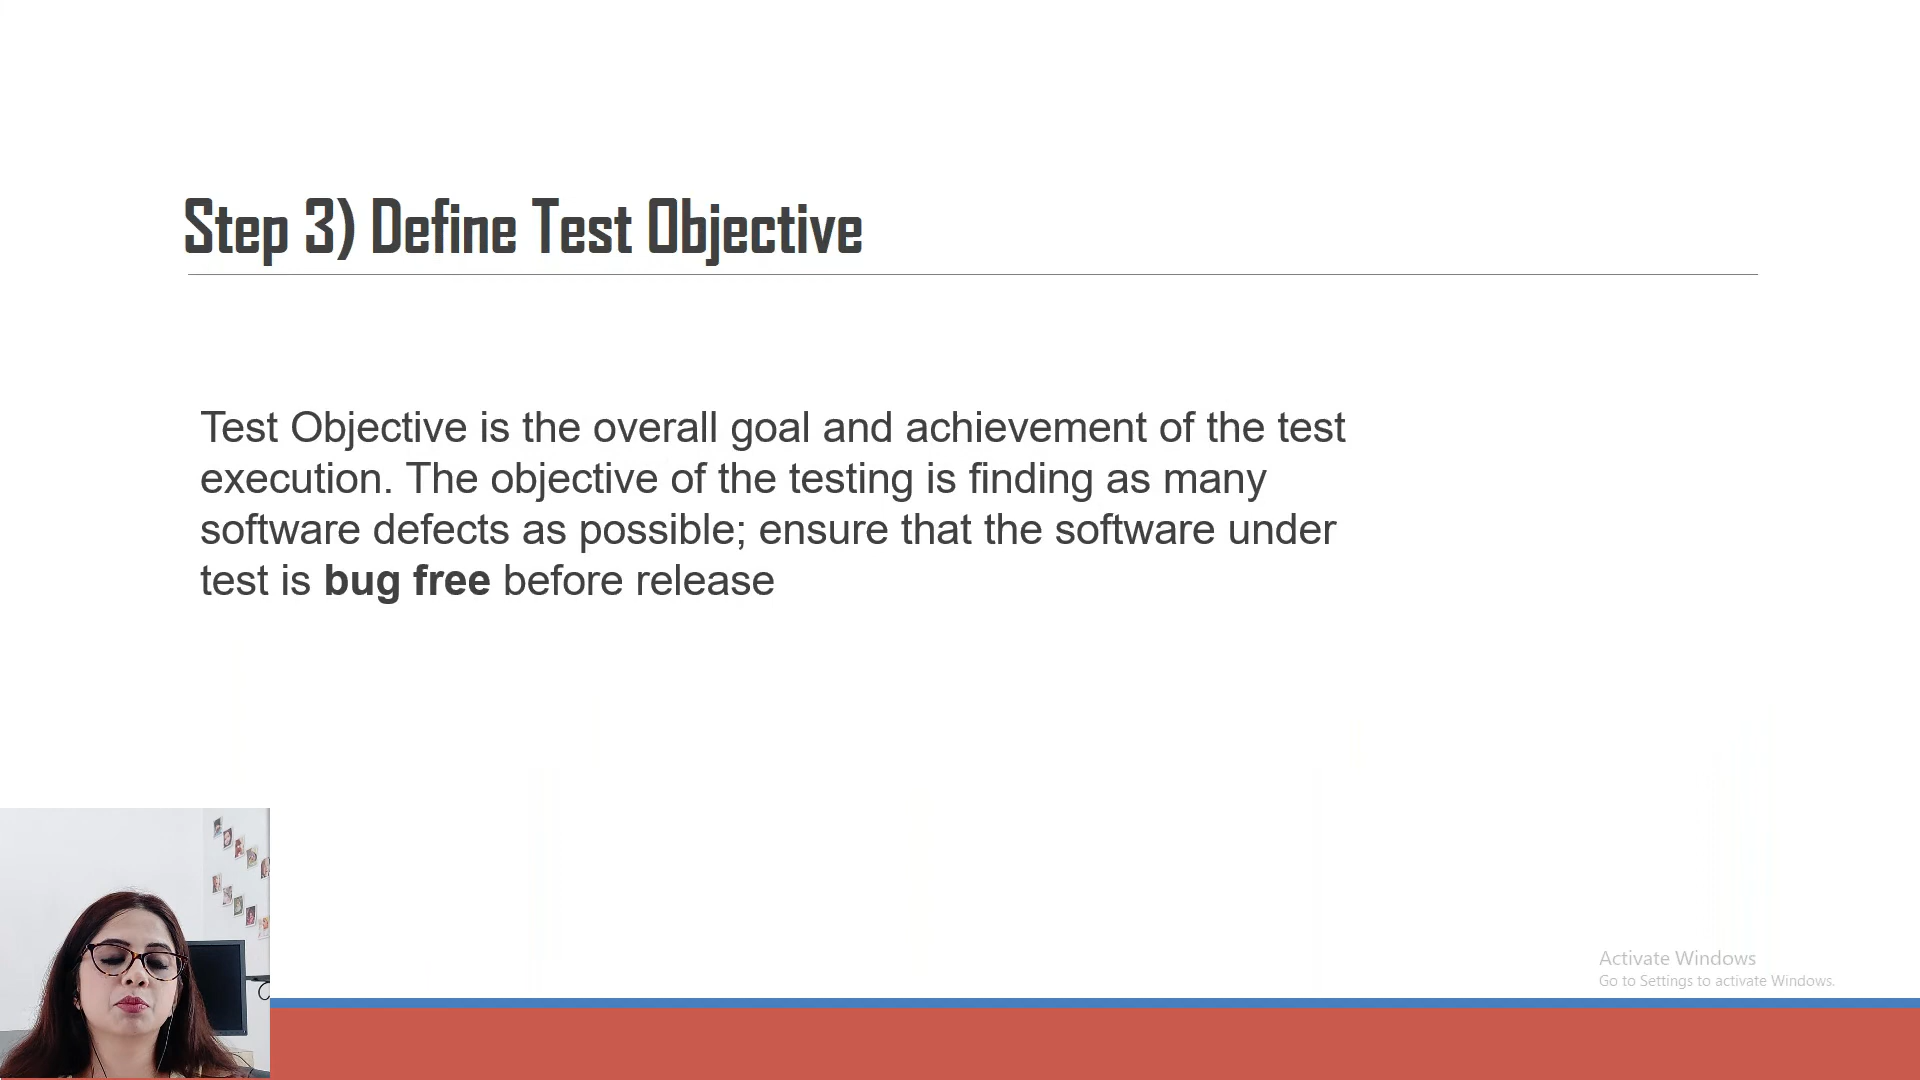 Step 3) Define Test Objective
Test Objective is the overall goal and achievement of the test
execution. The objective of the testing is finding as many
software defects as possible; ensure that the software under
test is bug free before release
Activate Windows
Go to Settings to activate Windows.